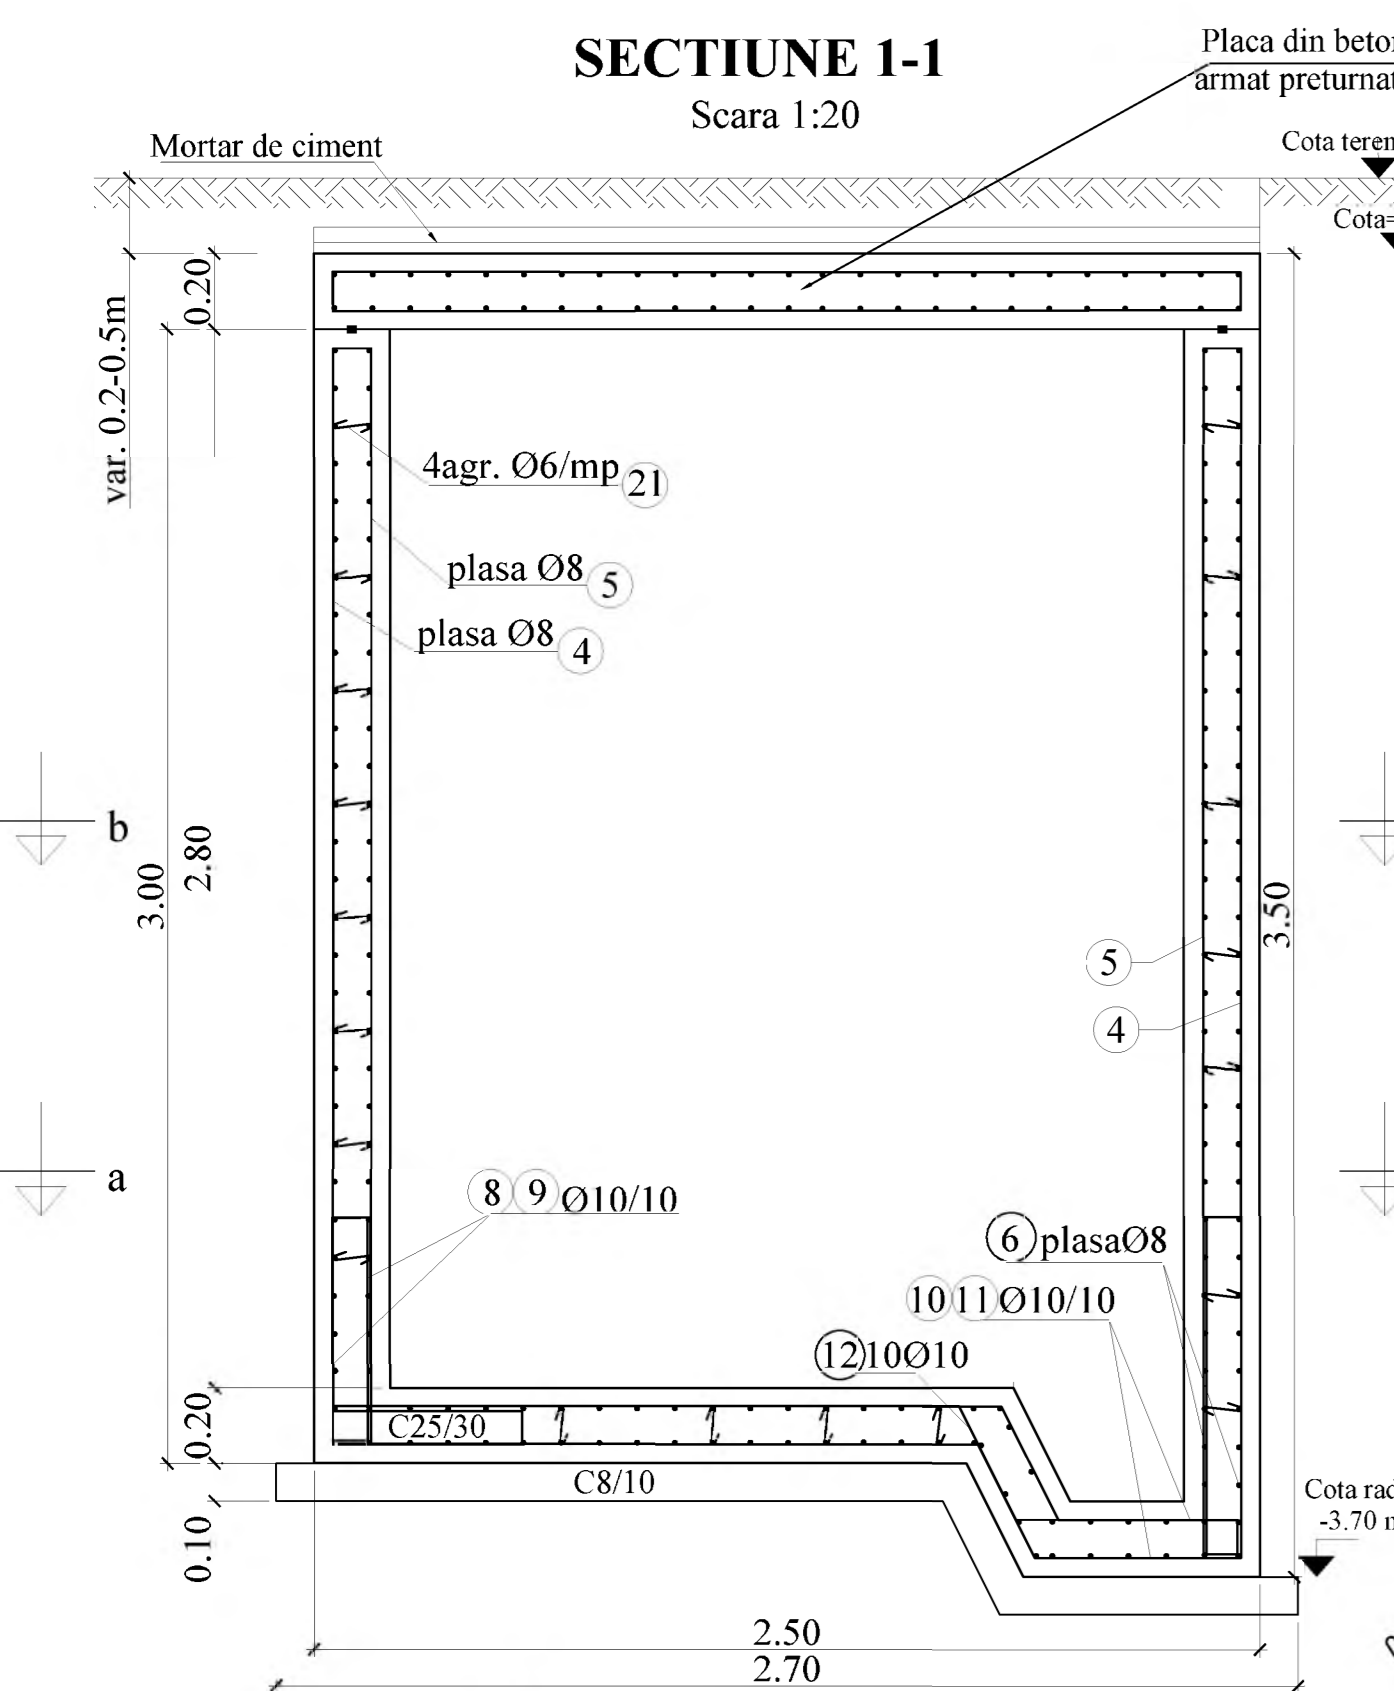 SECTIUNE 1-1
Scara 1:20
Placa din beton
armat preturnat
Mortar de ciment
Cota teren
Cota=
0.20
var. 0.2-0.5m
4agr. Ø6/mp 21
plasa Ø8 5
plasa Ø8 4
b
2.80
3.00
3.50
5
4
a
8 9 Ø10/10
6 plasaØ8
10 11 Ø10/10
12 10Ø10
0.20
C25/30
C8/10
Cota rad
-3.70 m
0.10
2.50
2.70